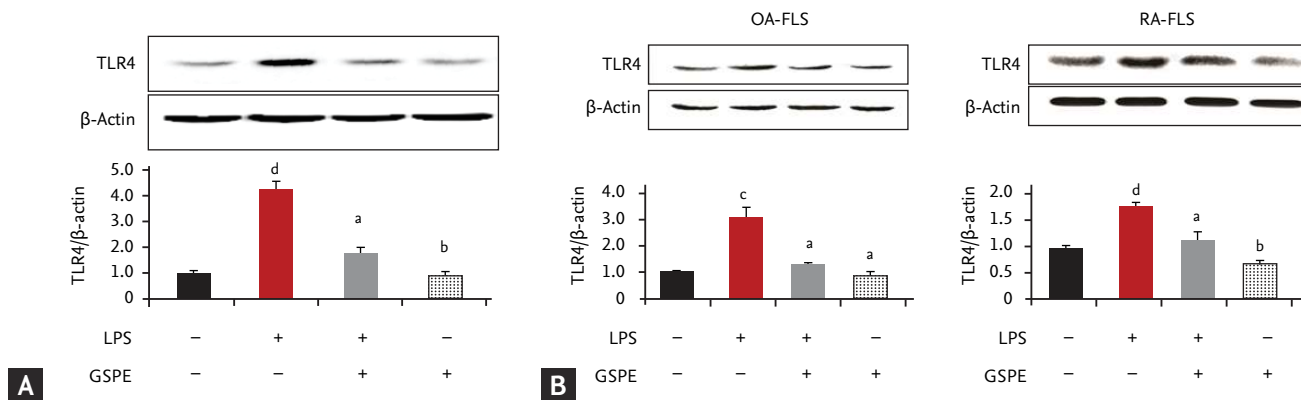 TLR4
β-Actin
5.0
4.0
3.0
2.0
1.0
0
TLR4/β-actin
d
a
b
LPS – + + –
GSPE – – + +
A
OA-FLS
TLR4
β-Actin
4.0
3.0
2.0
1.0
0
TLR4/β-actin
c
a
a
LPS – + + –
GSPE – – + +
B
RA-FLS
TLR4
β-Actin
2.0
1.5
1.0
0.5
0
TLR4/β-actin
d
a
b
– + + –
– – + +